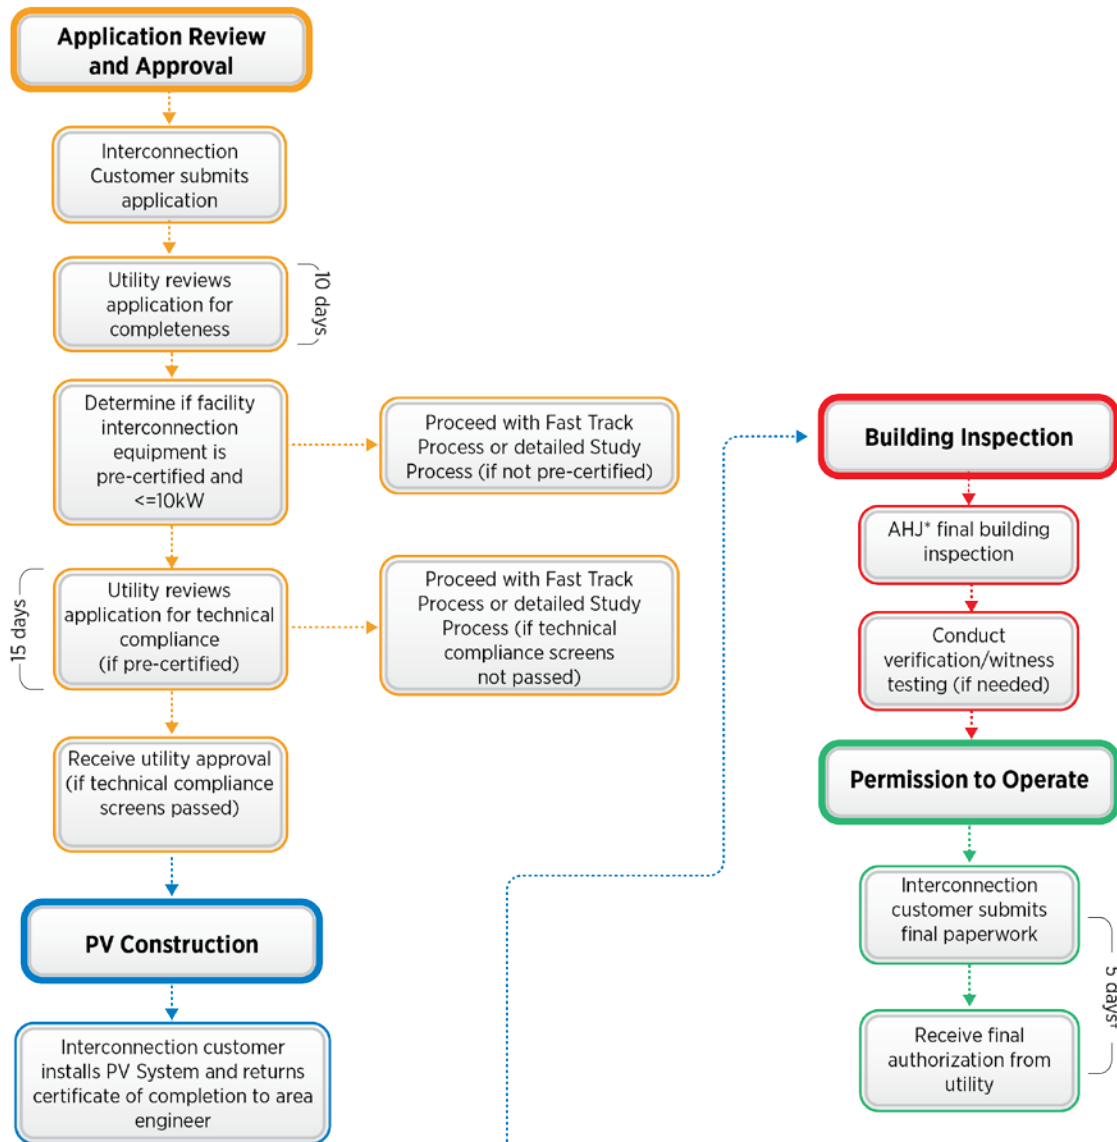 Application Review
and Approval
Interconnection
Customer submits
application
Utility reviews
application for
completeness
10 days
Determine if facility
interconnection
equipment is
pre-certified and
<=10kW
Proceed with Fast Track
Process or detailed Study
Process (if not pre-certified)
Utility reviews
application for technical
compliance
(if pre-certified)
15 days
Proceed with Fast Track
Process or detailed Study
Process (if technical
compliance screens
not passed)
Receive utility approval
(if technical compliance
screens passed)
PV Construction
Interconnection customer
installs PV System and returns
certificate of completion to area
engineer
Building Inspection
AHJ* final building
inspection
Conduct
verification/witness
testing (if needed)
Permission to Operate
Interconnection
customer submits
final paperwork
5 days†
Receive final
authorization from
utility